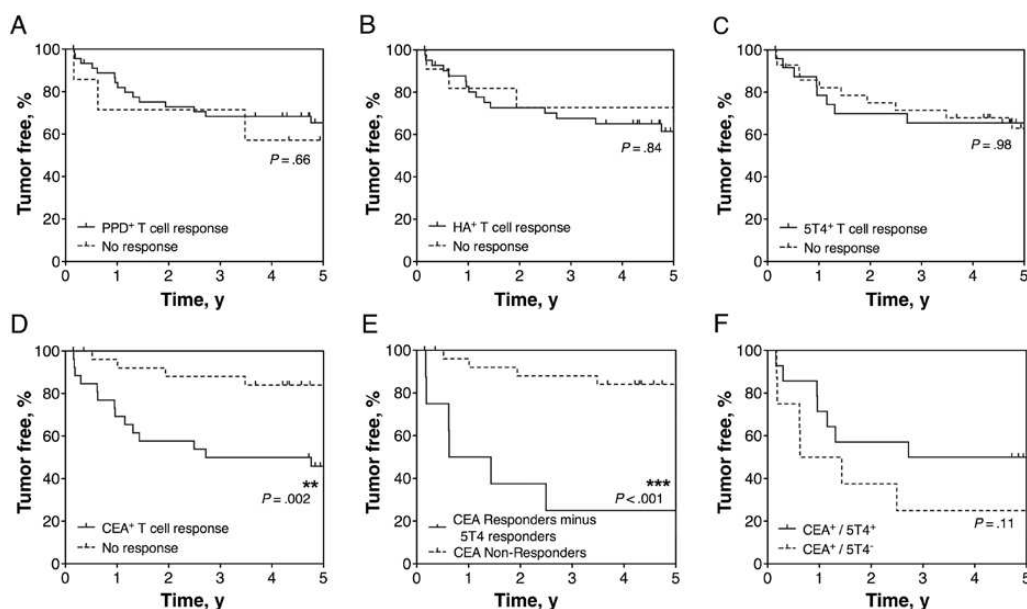 A
Tumor free, %
100
80
60
40
20
0
P = .66
PPD⁺ T cell response
No response
0 1 2 3 4 5
Time, y
B
Tumor free, %
100
80
60
40
20
0
P = .84
HA⁺ T cell response
No response
0 1 2 3 4 5
Time, y
C
Tumor free, %
100
80
60
40
20
0
P = .98
5T4⁺ T cell response
No response
0 1 2 3 4 5
Time, y
D
Tumor free, %
100
80
60
40
20
0
**
P = .002
CEA⁺ T cell response
No response
0 1 2 3 4 5
Time, y
E
Tumor free, %
100
80
60
40
20
0
***
P < .001
CEA Responders minus
5T4 responders
CEA Non-Responders
0 1 2 3 4 5
Time, y
F
Tumor free, %
100
80
60
40
20
0
P = .11
CEA⁺ / 5T4⁺
CEA⁺ / 5T4⁻
0 1 2 3 4 5
Time, y